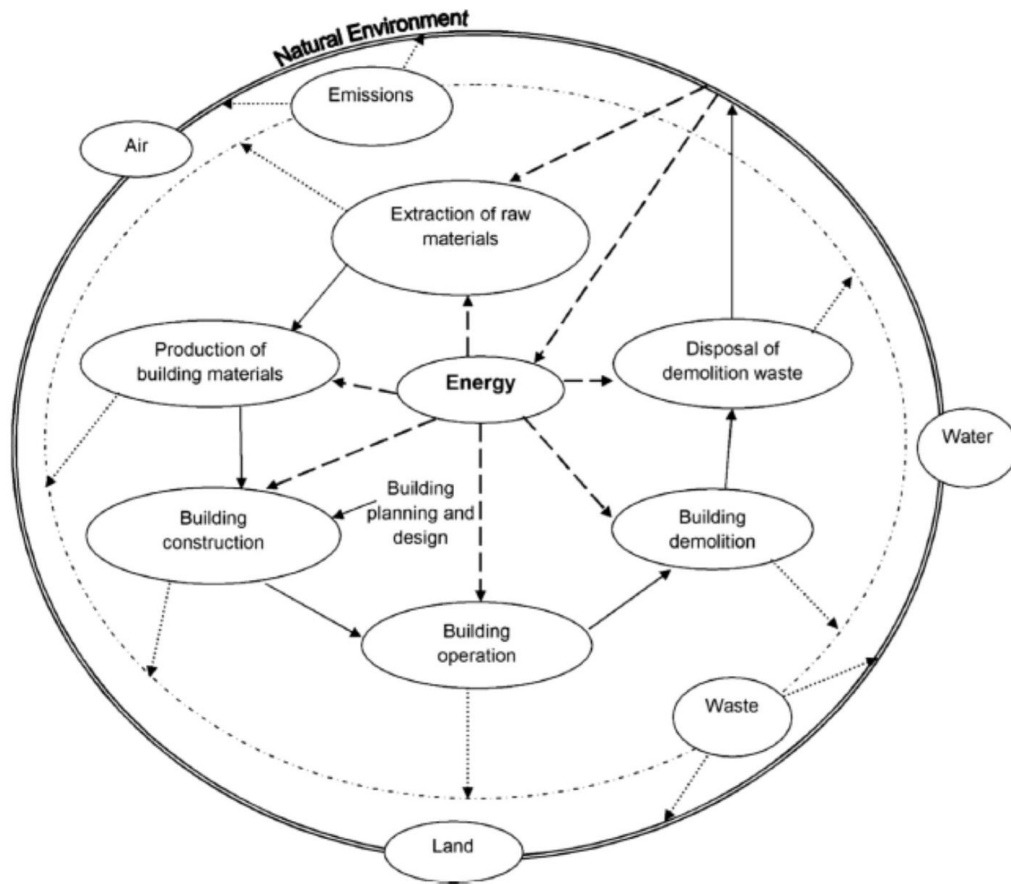 Natural Environment
Emissions
Air
Extraction of raw
materials
Production of
building materials
Energy
Disposal of
demolition waste
Water
Building
planning and
design
Building
construction
Building
demolition
Building
operation
Waste
Land